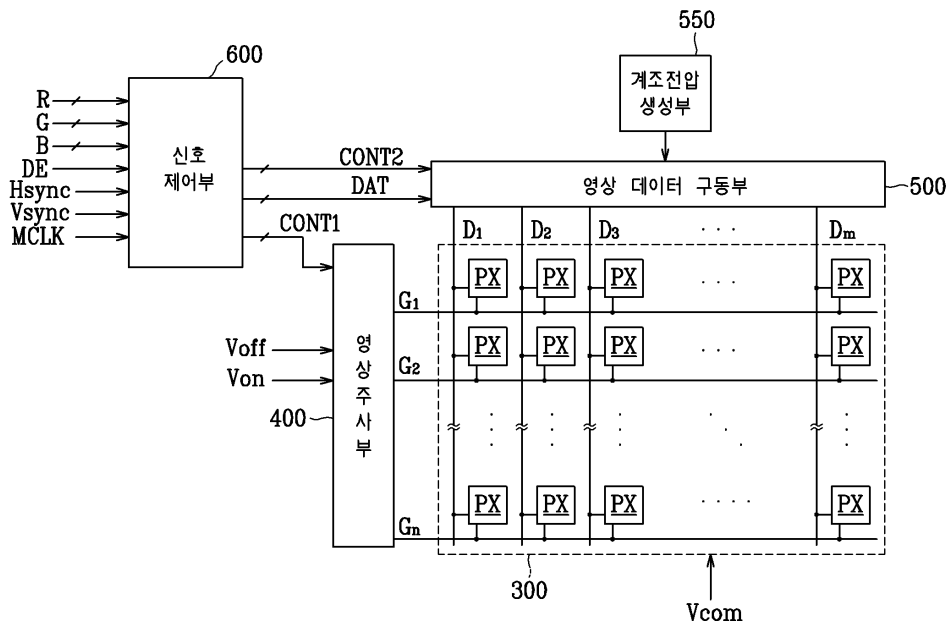 550
600
계조전압
생성부
R
G
B
DE
Hsync
Vsync
MCLK
신호
제어부
CONT2
DAT
CONT1
영상 데이터 구동부
500
D1 D2 D3 · · · Dm
PX PX PX · · · PX
G1
Voff
Von
400
영상주사부
PX PX PX · · · PX
G2
PX PX PX · · · · PX
Gn
300
Vcom